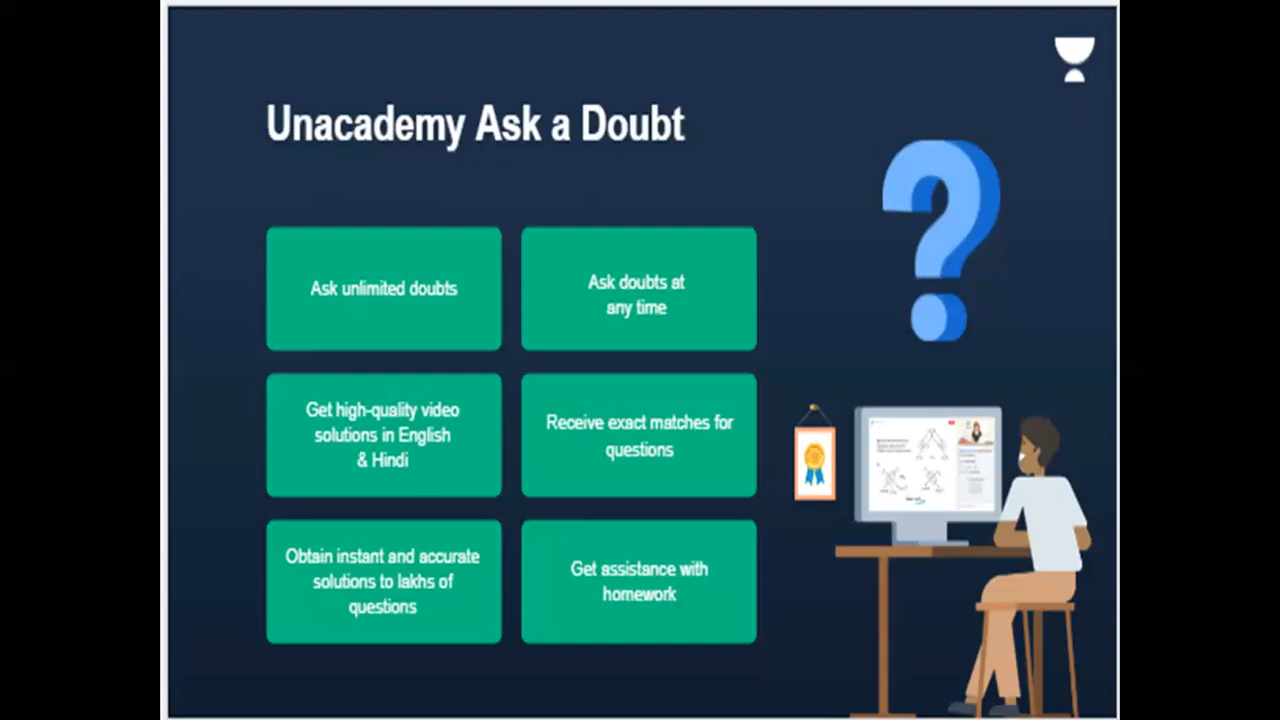 Unacademy Ask a Doubt
Ask unlimited doubts
Ask doubts at
any time
Get high-quality video
solutions in English
& Hindi
Receive exact matches for
questions
Obtain instant and accurate
solutions to lakhs of
questions
Get assistance with
homework